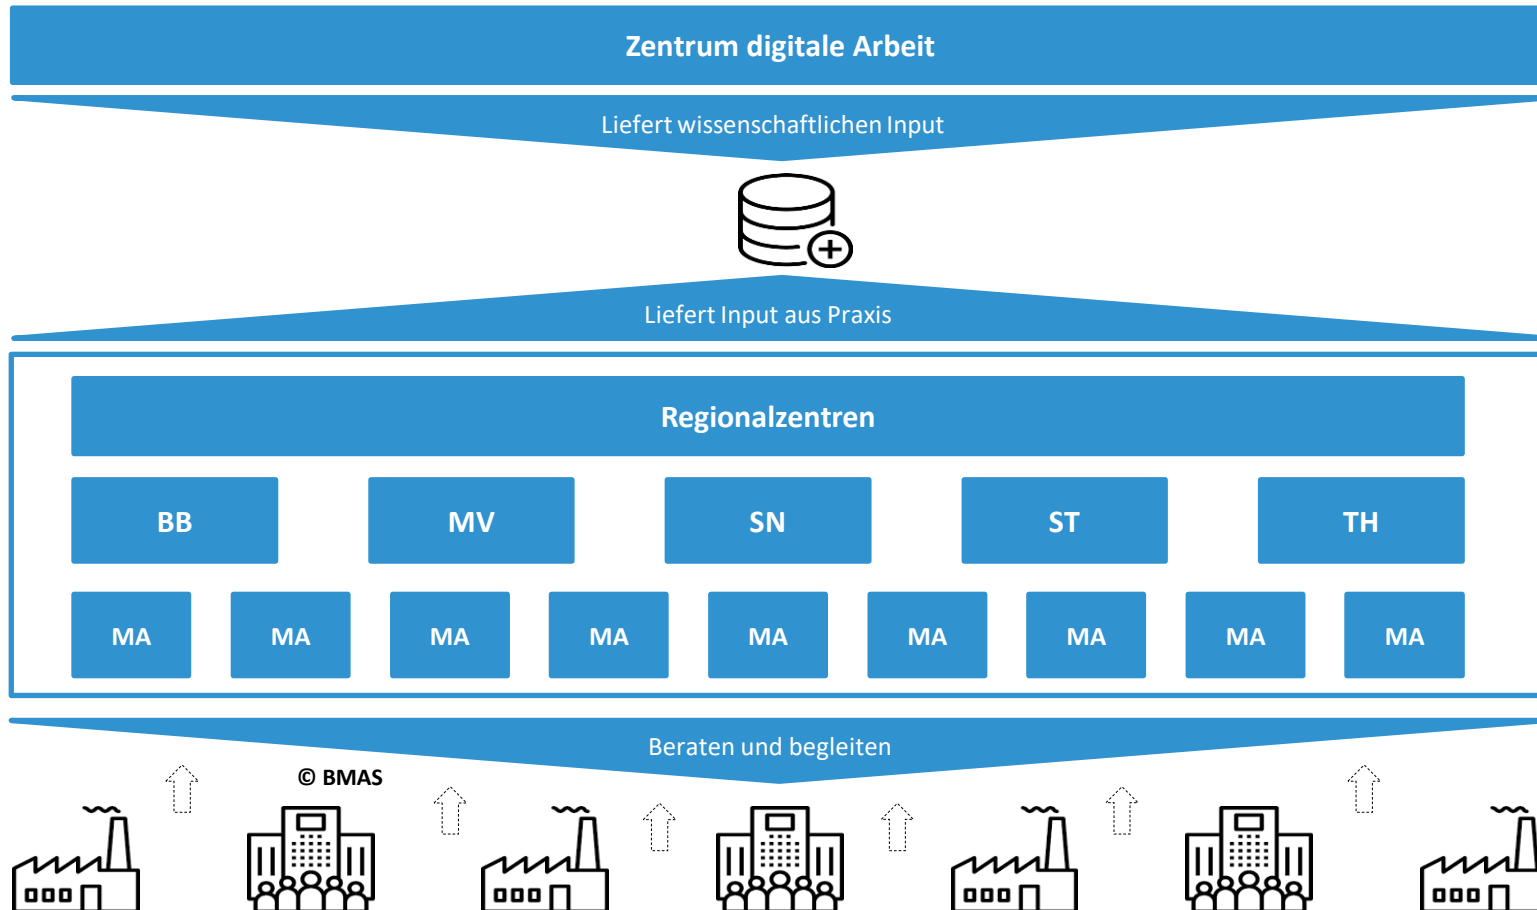 Zentrum digitale Arbeit
Liefert wissenschaftlichen Input
Liefert Input aus Praxis
Regionalzentren
BB MV SN ST TH
MA MA MA MA MA MA MA MA MA
Beraten und begleiten
© BMAS